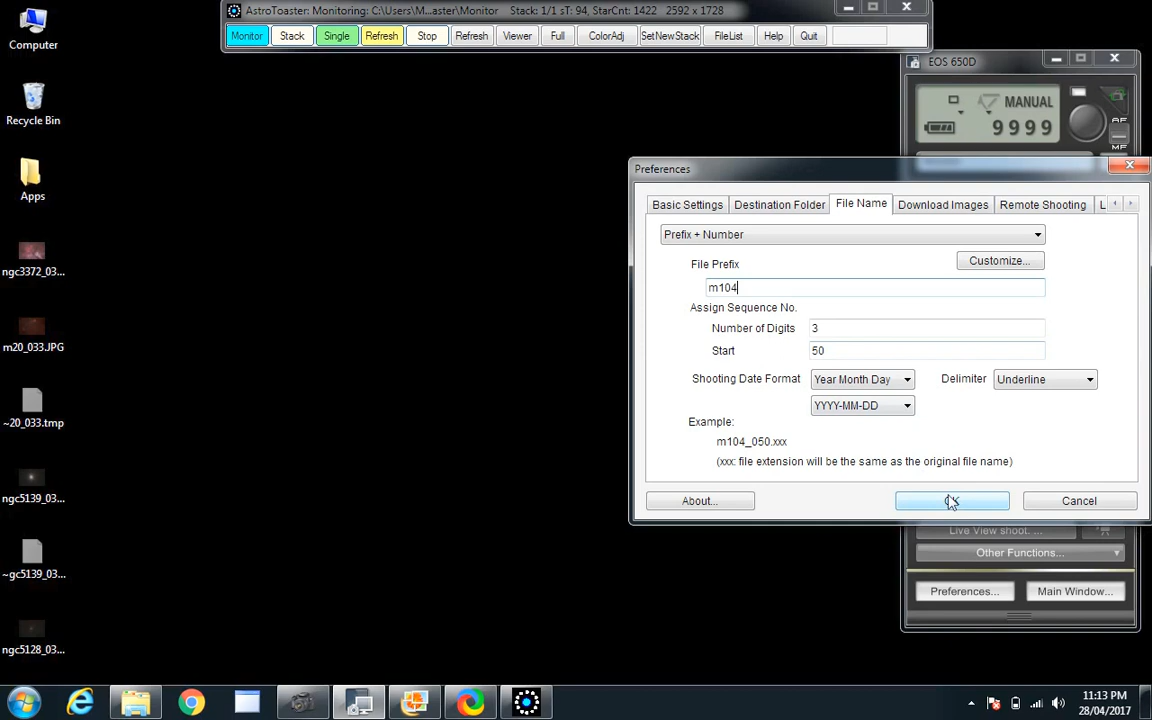 Computer
Recycle Bin
Apps
ngc3372_03...
m20_033.JPG
~20_033.tmp
ngc5139_03...
~gc5139_03...
ngc5128_03...
AstroToaster: Monitoring: C:\Users\M...aster\Monitor Stack: 1/1 sT: 94, StarCnt: 1422 2592 x 1728
Monitor Stack Single Refresh Stop Refresh Viewer Full ColorAdj SetNewStack FileList Help Quit
EOS 650D
MANUAL
9999
AF
MF
Preferences
Basic Settings Destination Folder File Name Download Images Remote Shooting L
Prefix + Number
File Prefix Customize...
m104
Assign Sequence No.
Number of Digits 3
Start 50
Shooting Date Format Year Month Day Delimiter Underline
YYYY-MM-DD
Example:
m104_050.xxx
(xxx: file extension will be the same as the original file name)
About... OK Cancel
Live View shoot. ...
Other Functions...
Preferences... Main Window...
11:13 PM
28/04/2017